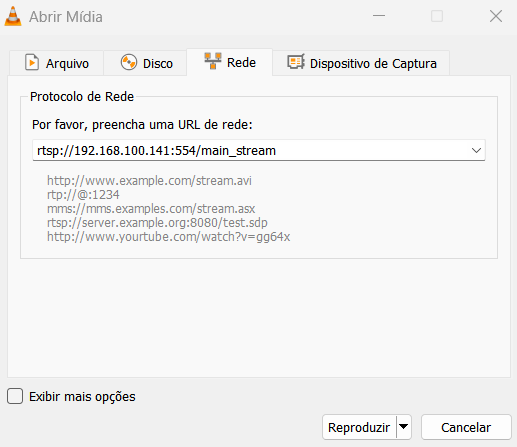 Abrir Mídia
Arquivo Disco Rede Dispositivo de Captura
Protocolo de Rede
Por favor, preencha uma URL de rede:
rtsp://192.168.100.141:554/main_stream
http://www.example.com/stream.avi
rtp://@:1234
mms://mms.examples.com/stream.asx
rtsp://server.example.org:8080/test.sdp
http://www.yourtube.com/watch?v=gg64x
Exibir mais opções
Reproduzir Cancelar